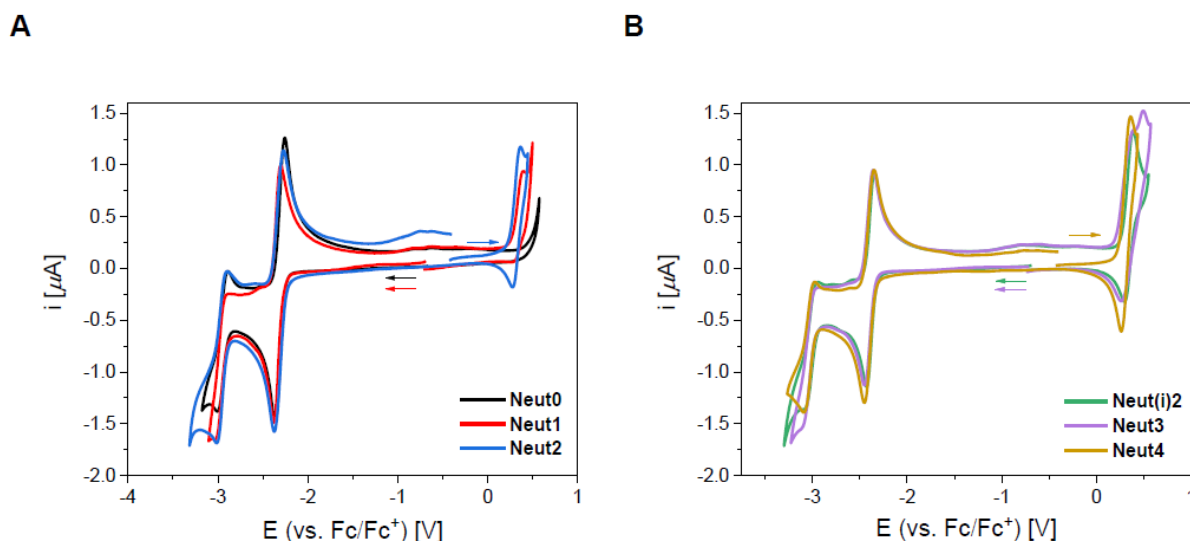 A
B
1.5
1.0
0.5
0.0
-0.5
-1.0
-1.5
-2.0
i [μA]
Neut0
Neut1
Neut2
-4
-3
-2
-1
0
1
E (vs. Fc/Fc⁺) [V]
1.5
1.0
0.5
0.0
-0.5
-1.0
-1.5
-2.0
i [μA]
Neut(i)2
Neut3
Neut4
-3
-2
-1
0
1
E (vs. Fc/Fc⁺) [V]